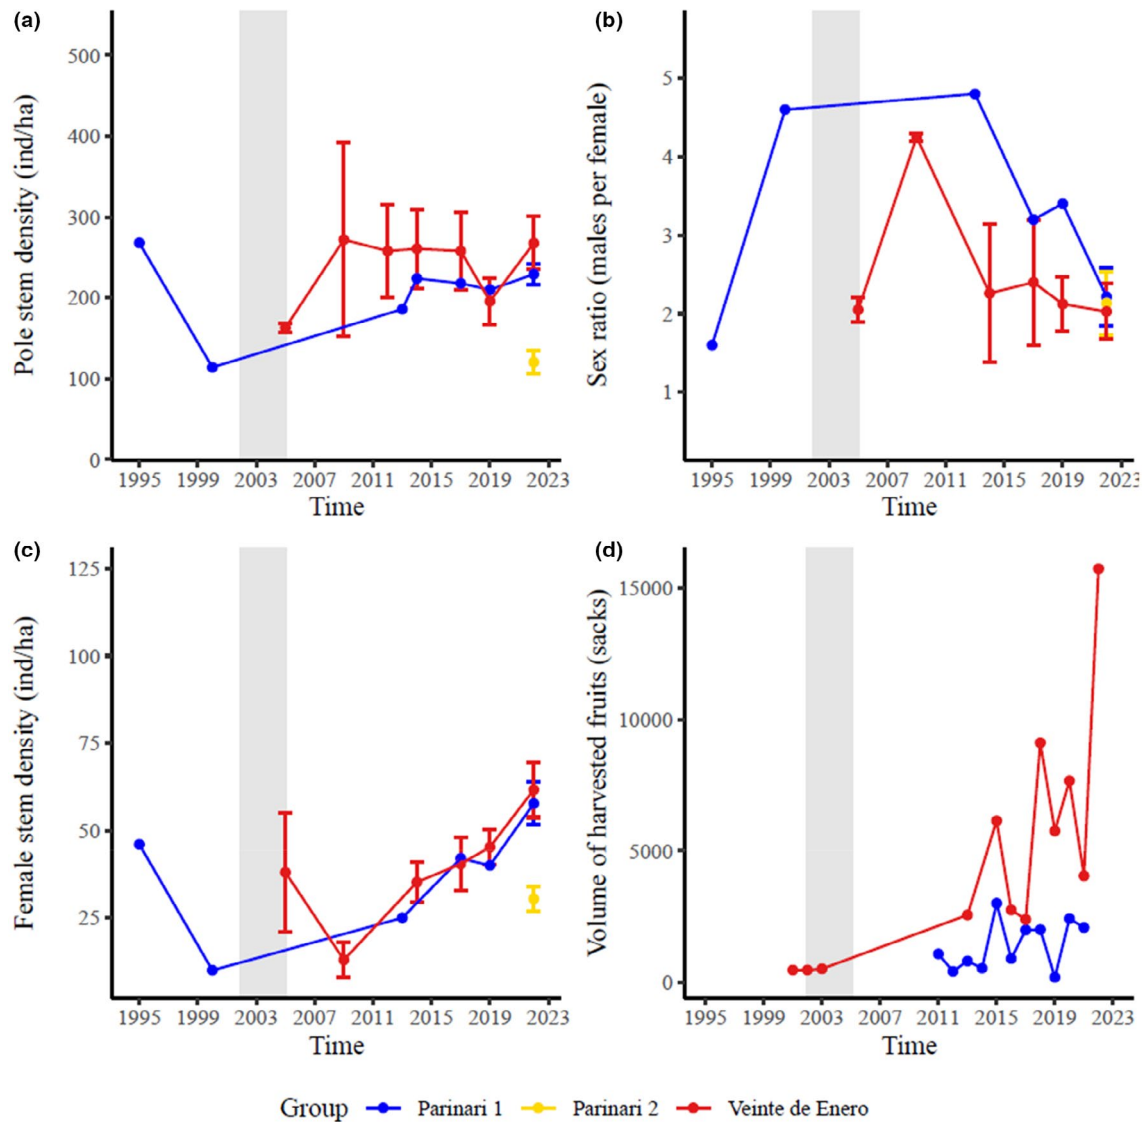 (a)
Pole stem density (ind/ha)
500
400
300
200
100
0
1995 1999 2003 2007 2011 2015 2019 2023
Time
(b)
Sex ratio (males per female)
5
4
3
2
1
1995 1999 2003 2007 2011 2015 2019 2023
Time
(c)
Female stem density (ind/ha)
125
100
75
50
25
1995 1999 2003 2007 2011 2015 2019 2023
Time
(d)
Volume of harvested fruits (sacks)
15000
10000
5000
0
1995 1999 2003 2007 2011 2015 2019 2023
Time
Group Parinari 1 Parinari 2 Veinte de Enero